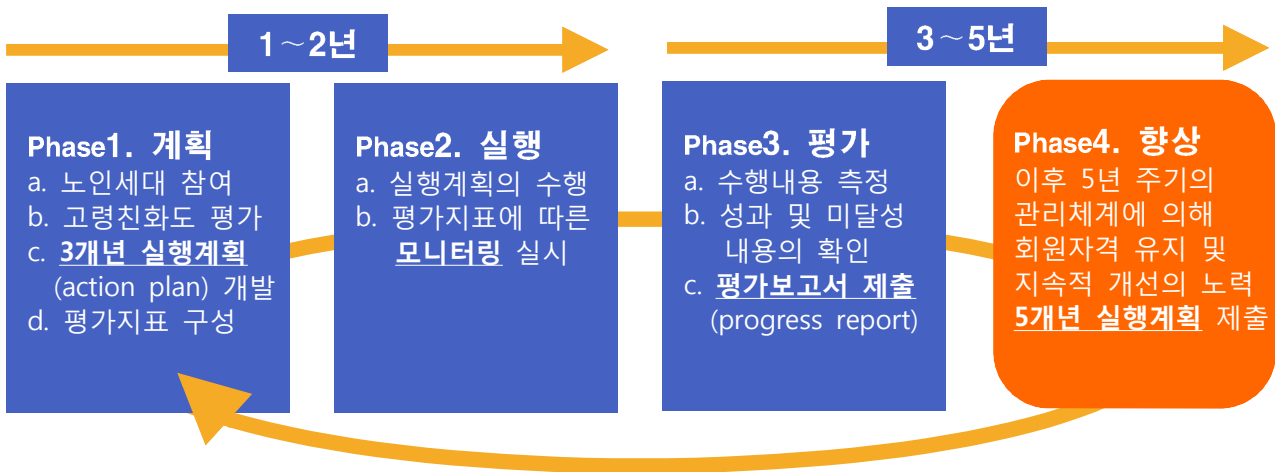 1～2년
3～5년
Phase1. 계획
a. 노인세대 참여
b. 고령친화도 평가
c. 3개년 실행계획
(action plan) 개발
d. 평가지표 구성
Phase2. 실행
a. 실행계획의 수행
b. 평가지표에 따른
모니터링 실시
Phase3. 평가
a. 수행내용 측정
b. 성과 및 미달성
내용의 확인
c. 평가보고서 제출
(progress report)
Phase4. 향상
이후 5년 주기의
관리체계에 의해
회원자격 유지 및
지속적 개선의 노력
5개년 실행계획 제출